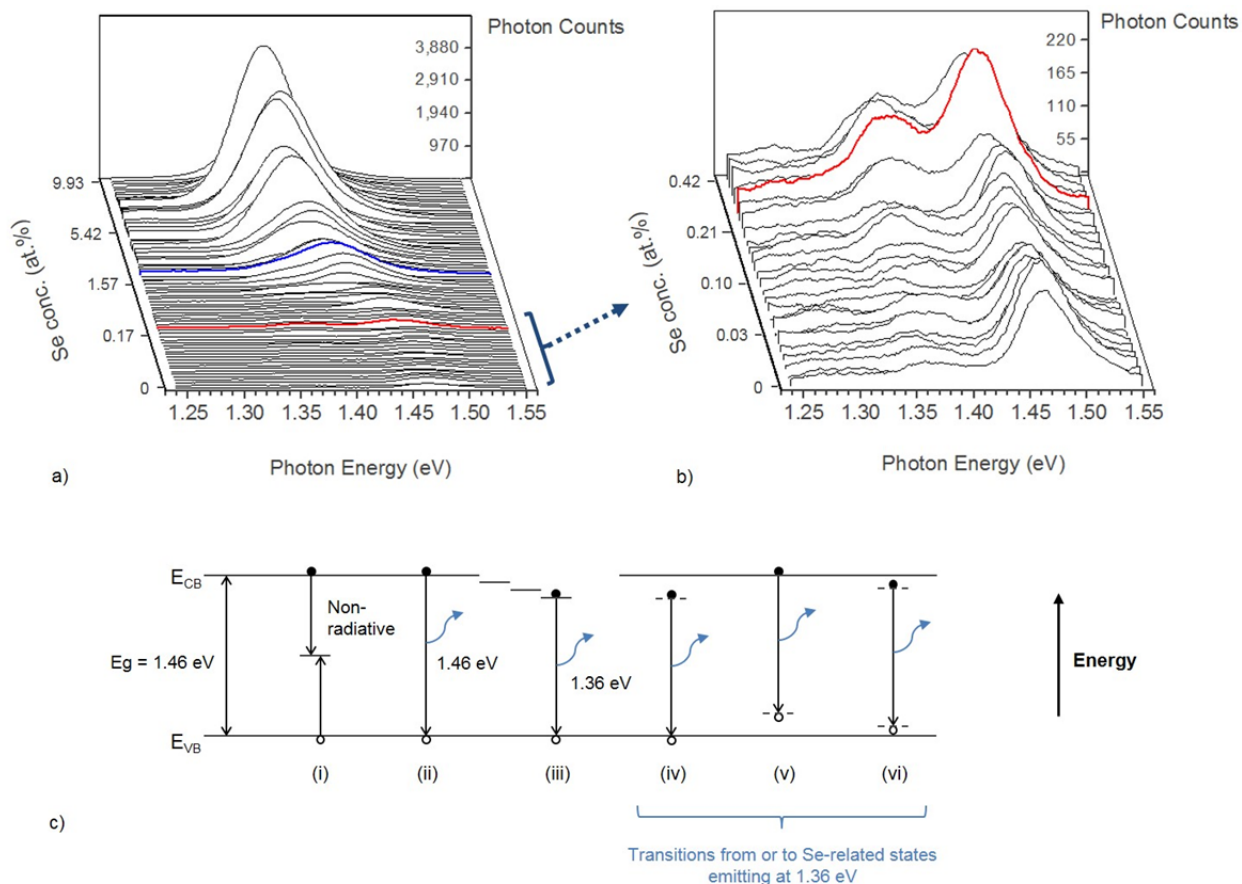 Photon Counts
3,880
2,910
1,940
970
9.93
5.42
1.57
0.17
0
Se conc. (at.%)
1.25 1.30 1.35 1.40 1.45 1.50 1.55
Photon Energy (eV)
a)
Photon Counts
220
165
110
55
0.42
0.21
0.10
0.03
0
Se conc. (at.%)
1.25 1.30 1.35 1.40 1.45 1.50 1.55
Photon Energy (eV)
b)
E_CB
Non-
radiative
Eg = 1.46 eV
1.46 eV
1.36 eV
Energy
E_VB
(i) (ii) (iii) (iv) (v) (vi)
c)
Transitions from or to Se-related states
emitting at 1.36 eV